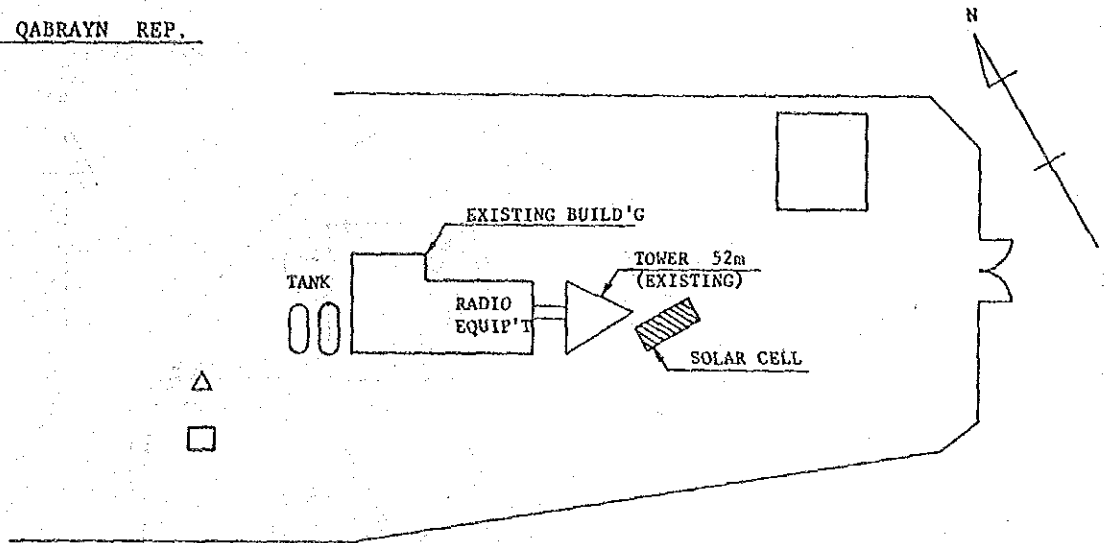 QABRAYN REP.
N
EXISTING BUILD'G
TOWER 52m
(EXISTING)
TANK
RADIO
EQUIP'T
SOLAR CELL